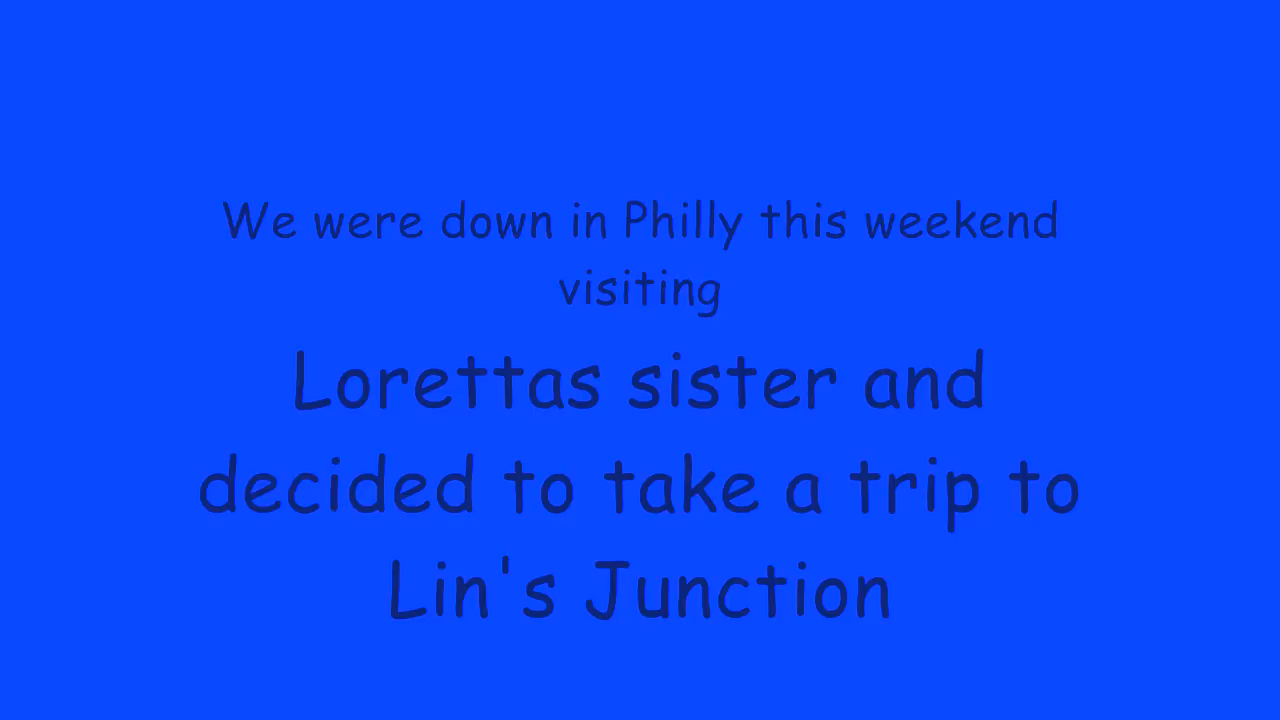 We were down in Philly this weekend
visiting
Lorettas sister and
decided to take a trip to
Lin's Junction